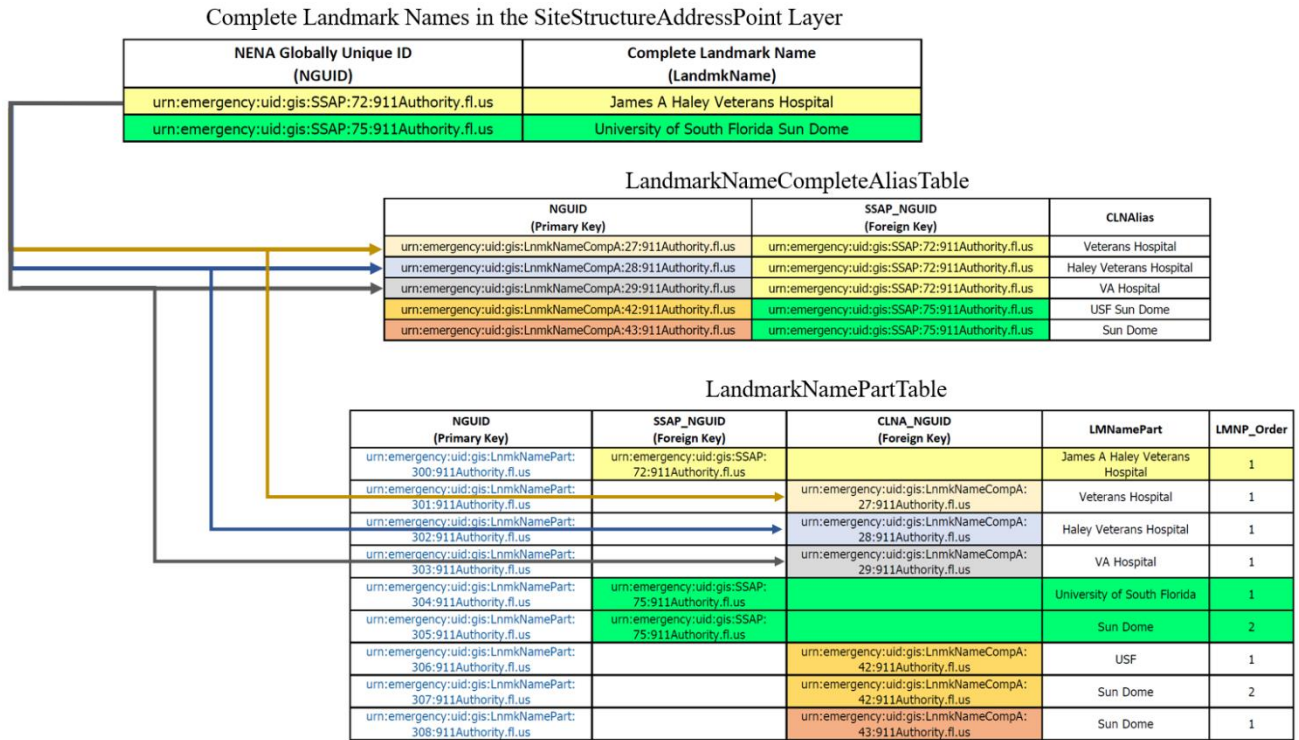 Complete Landmark Names in the SiteStructureAddressPoint Layer
NENA Globally Unique ID
(NGUID)
Complete Landmark Name
(LandmkName)
urn:emergency:uid:gis:SSAP:72:911Authority.fl.us
James A Haley Veterans Hospital
urn:emergency:uid:gis:SSAP:75:911Authority.fl.us
University of South Florida Sun Dome
LandmarkNameCompleteAliasTable
NGUID
(Primary Key)
SSAP_NGUID
(Foreign Key)
CLNAlias
urn:emergency:uid:gis:LnmkNameCompA:27:911Authority.fl.us
urn:emergency:uid:gis:SSAP:72:911Authority.fl.us
Veterans Hospital
urn:emergency:uid:gis:LnmkNameCompA:28:911Authority.fl.us
urn:emergency:uid:gis:SSAP:72:911Authority.fl.us
Haley Veterans Hospital
urn:emergency:uid:gis:LnmkNameCompA:29:911Authority.fl.us
urn:emergency:uid:gis:SSAP:72:911Authority.fl.us
VA Hospital
urn:emergency:uid:gis:LnmkNameCompA:42:911Authority.fl.us
urn:emergency:uid:gis:SSAP:75:911Authority.fl.us
USF Sun Dome
urn:emergency:uid:gis:LnmkNameCompA:43:911Authority.fl.us
urn:emergency:uid:gis:SSAP:75:911Authority.fl.us
Sun Dome
LandmarkNamePartTable
NGUID
(Primary Key)
SSAP_NGUID
(Foreign Key)
CLNA_NGUID
(Foreign Key)
LMNamePart
LMNP_Order
urn:emergency:uid:gis:LnmkNamePart:
300:911Authority.fl.us
urn:emergency:uid:gis:SSAP:
72:911Authority.fl.us
James A Haley Veterans
Hospital
1
urn:emergency:uid:gis:LnmkNamePart:
301:911Authority.fl.us
urn:emergency:uid:gis:LnmkNameCompA:
27:911Authority.fl.us
Veterans Hospital
1
urn:emergency:uid:gis:LnmkNamePart:
302:911Authority.fl.us
urn:emergency:uid:gis:LnmkNameCompA:
28:911Authority.fl.us
Haley Veterans Hospital
1
urn:emergency:uid:gis:LnmkNamePart:
303:911Authority.fl.us
urn:emergency:uid:gis:LnmkNameCompA:
29:911Authority.fl.us
VA Hospital
1
urn:emergency:uid:gis:LnmkNamePart:
304:911Authority.fl.us
urn:emergency:uid:gis:SSAP:
75:911Authority.fl.us
University of South Florida
1
urn:emergency:uid:gis:LnmkNamePart:
305:911Authority.fl.us
urn:emergency:uid:gis:SSAP:
75:911Authority.fl.us
Sun Dome
2
urn:emergency:uid:gis:LnmkNamePart:
306:911Authority.fl.us
urn:emergency:uid:gis:LnmkNameCompA:
42:911Authority.fl.us
USF
1
urn:emergency:uid:gis:LnmkNamePart:
307:911Authority.fl.us
urn:emergency:uid:gis:LnmkNameCompA:
42:911Authority.fl.us
Sun Dome
2
urn:emergency:uid:gis:LnmkNamePart:
308:911Authority.fl.us
urn:emergency:uid:gis:LnmkNameCompA:
43:911Authority.fl.us
Sun Dome
1